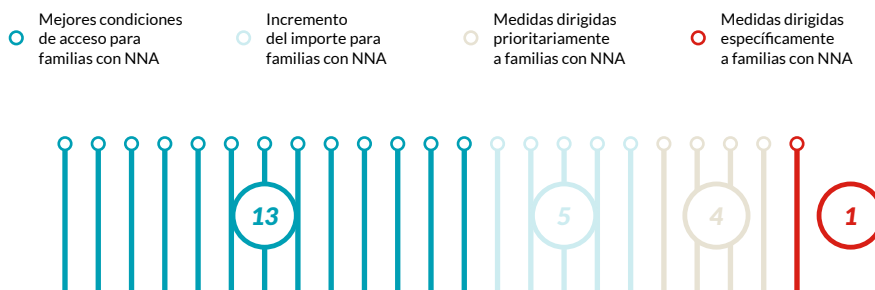 Mejores condiciones
de acceso para
familias con NNA
Incremento
del importe para
familias con NNA
Medidas dirigidas
prioritariamente
a familias con NNA
Medidas dirigidas
específicamente
a familias con NNA
13
5
4
1